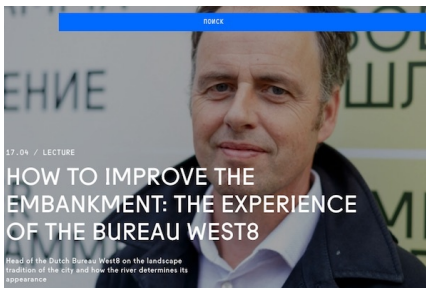 ПОИСК
ЕНИЕ
17.04 / LECTURE
HOW TO IMPROVE THE
EMBANKMENT: THE EXPERIENCE
OF THE BUREAU WEST8
Head of the Dutch Bureau West8 on the landscape
tradition of the city and how the river determines its
appearance